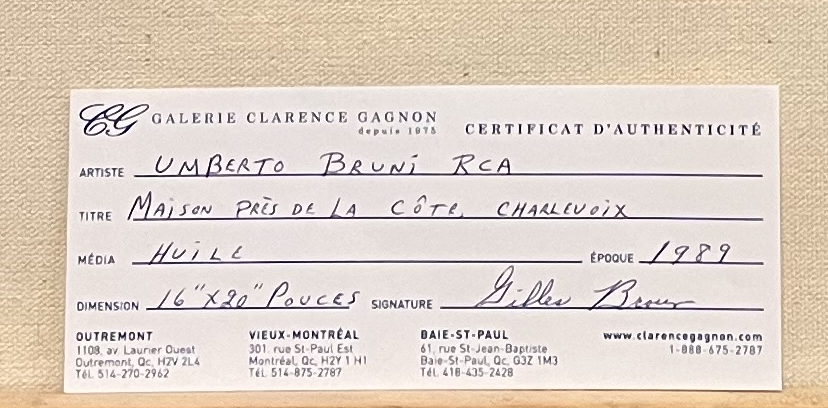 CG GALERIE CLARENCE GAGNON
depuis 1975
CERTIFICAT D'AUTHENTICITÉ
ARTISTE UMBERTO BRUNI RCA
TITRE MAISON PRÈS DE LA CÔTE, CHARLEVOIX
MÉDIA HUILE ÉPOQUE 1989
DIMENSION 16"X20" POUCES SIGNATURE Gilles
OUTREMONT
1108, av. Laurier Ouest
Outremont, Qc, H2V 2L4
Tél. 514-270-2962
VIEUX-MONTRÉAL
301, rue St-Paul Est
Montréal, Qc, H2Y 1H1
Tél. 514-875-2787
BAIE-ST-PAUL
61, rue St-Jean-Baptiste
Baie-St-Paul, Qc, G3Z 1M3
Tél. 418-435-2428
www.clarencegagnon.com
1-888-675-2787